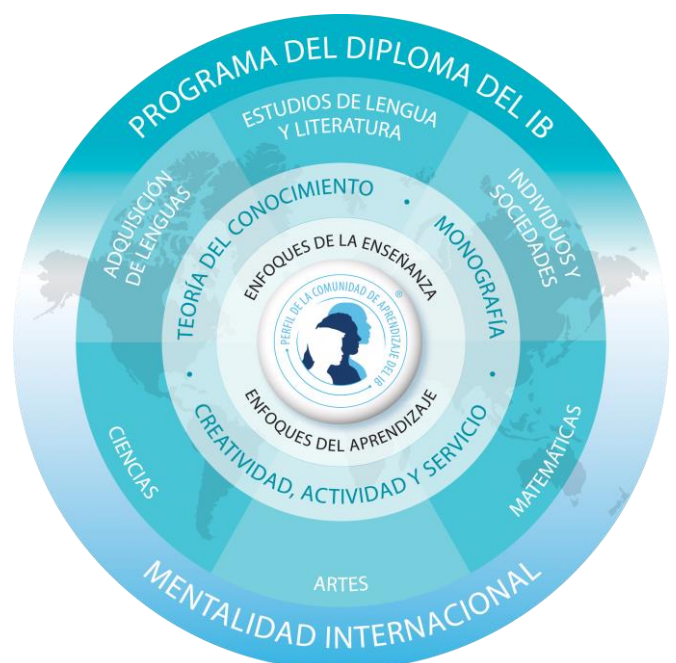 PROGRAMA DEL DIPLOMA DEL IB
ESTUDIOS DE LENGUA
Y LITERATURA
ADQUISICIÓN
DE LENGUAS
INDIVIDUOS Y
SOCIEDADES
TEORÍA DEL CONOCIMIENTO
•
MONOGRAFÍA
•
ENFOQUES DE LA ENSEÑANZA
PERFIL DE LA COMUNIDAD DE APRENDIZAJE DEL IB
®
ENFOQUES DEL APRENDIZAJE
•
CREATIVIDAD, ACTIVIDAD Y SERVICIO
CIENCIAS
MATEMÁTICAS
ARTES
MENTALIDAD INTERNACIONAL